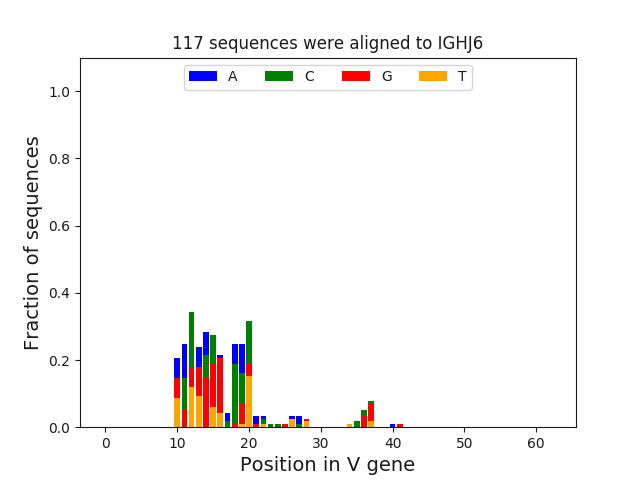 117 sequences were aligned to IGHJ6
A C G T
Fraction of sequences
1.0
0.8
0.6
0.4
0.2
0.0
0 10 20 30 40 50 60
Position in V gene